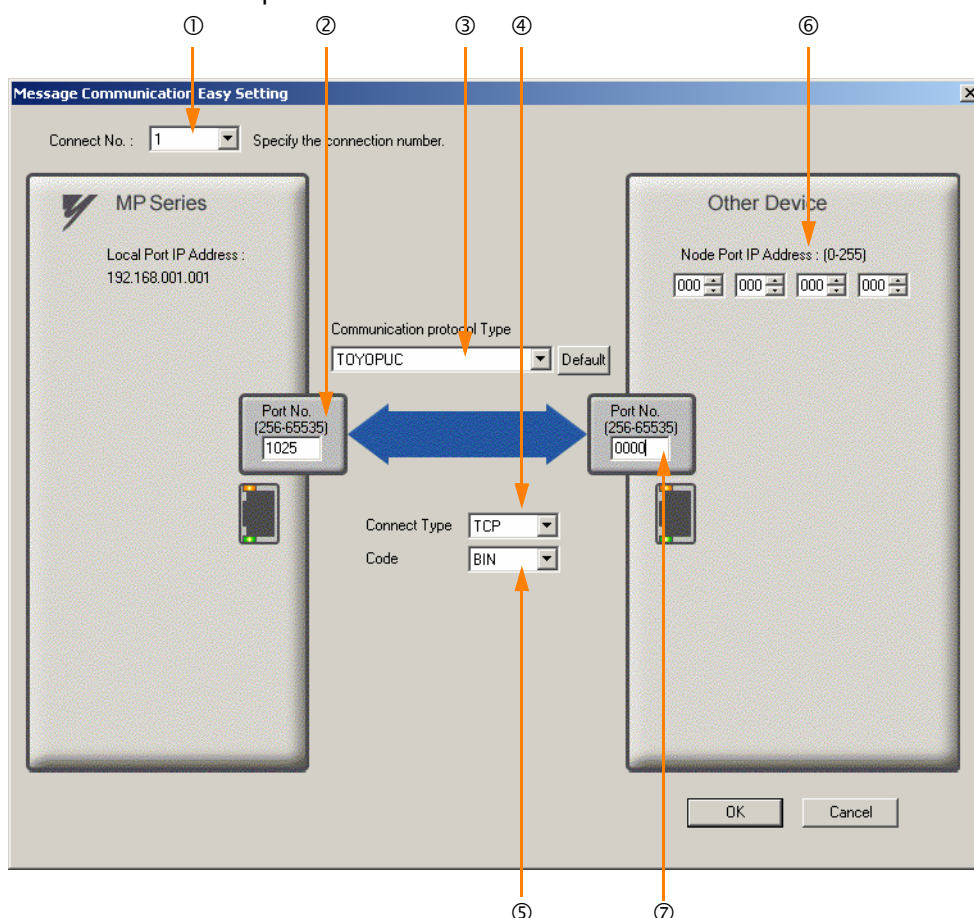 ① ② ③ ④ ⑥
Message Communication Easy Setting
Connect No. : 1 Specify the connection number.
MP Series
Other Device
Local Port IP Address :
192.168.001.001
Node Port IP Address : (0-255)
000 000 000 000
Communication protocol Type
TOYOPUC Default
Port No.
(256-65535)
1025
Port No.
(256-65535)
0000
Connect Type TCP
Code BIN
OK Cancel
⑤ ⑦